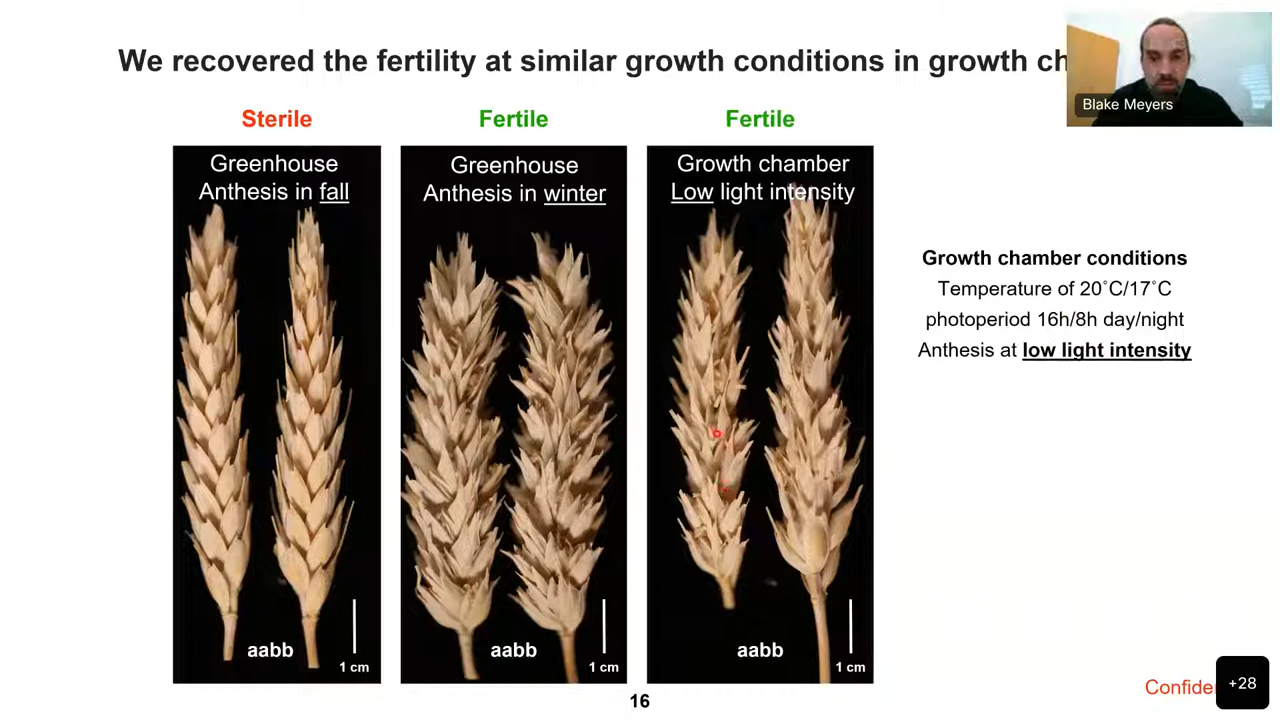 We recovered the fertility at similar growth conditions in growth ch
Blake Meyers
Sterile
Fertile
Fertile
Greenhouse
Anthesis in fall
aabb
1 cm
Greenhouse
Anthesis in winter
aabb
1 cm
Growth chamber
Low light intensity
aabb
1 cm
Growth chamber conditions
Temperature of 20˚C/17˚C
photoperiod 16h/8h day/night
Anthesis at low light intensity
16
Confide
+28